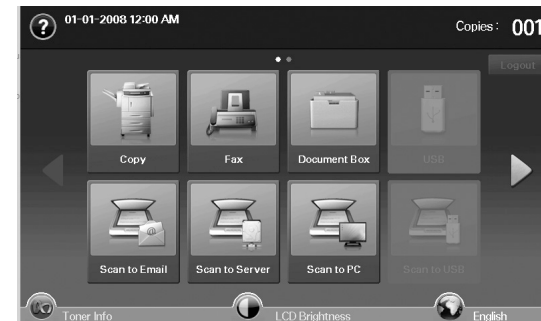 ?
01-01-2008 12:00 AM
Copies : 001
Logout
Copy
Fax
Document Box
USB
Scan to Email
Scan to Server
Scan to PC
Scan to USB
Toner Info
LCD Brightness
English